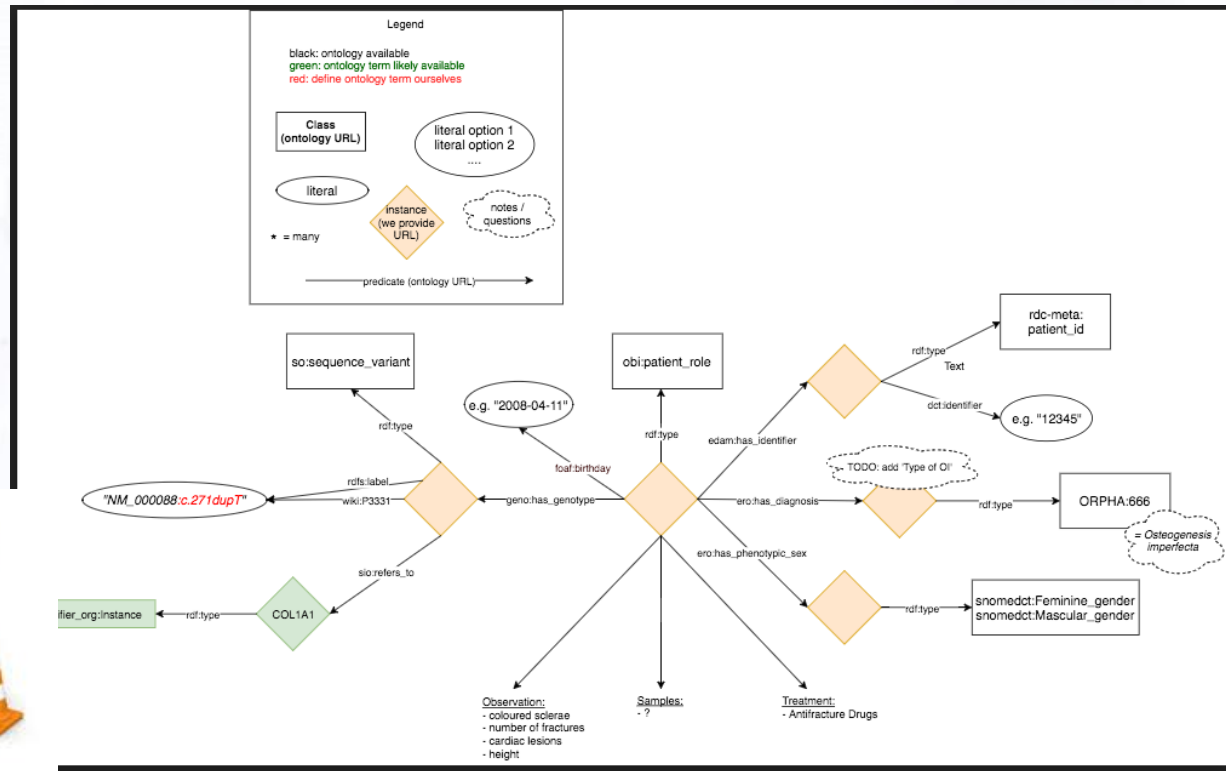 Legend
black: ontology available
green: ontology term likely available
red: define ontology term ourselves
Class
(ontology URL)
literal option 1
literal option 2
....
literal
instance
(we provide
URL)
notes /
questions
* = many
predicate (ontology URL)
rdc-meta:
patient_id
so:sequence_variant
obi:patient_role
rdf:type
Text
e.g. "2008-04-11"
dct:identifier
e.g. "12345"
rdf:type
rdf:type
edam:has_identifier
foaf:birthday
TODO: add 'Type of OI'
rdfs:label
"NM_000088:c.271dupT"
wiki:P3331
geno:has_genotype
ero:has_diagnosis
rdf:type
ORPHA:666
= Osteogenesis
imperfecta
ero:has_phenotypic_sex
sio:refers_to
ifier_org:Instance
rdf:type
COL1A1
rdf:type
snomedct:Feminine_gender
snomedct:Mascular_gender
Observation:
- coloured sclerae
- number of fractures
- cardiac lesions
- height
Samples:
- ?
Treatment:
- Antifracture Drugs